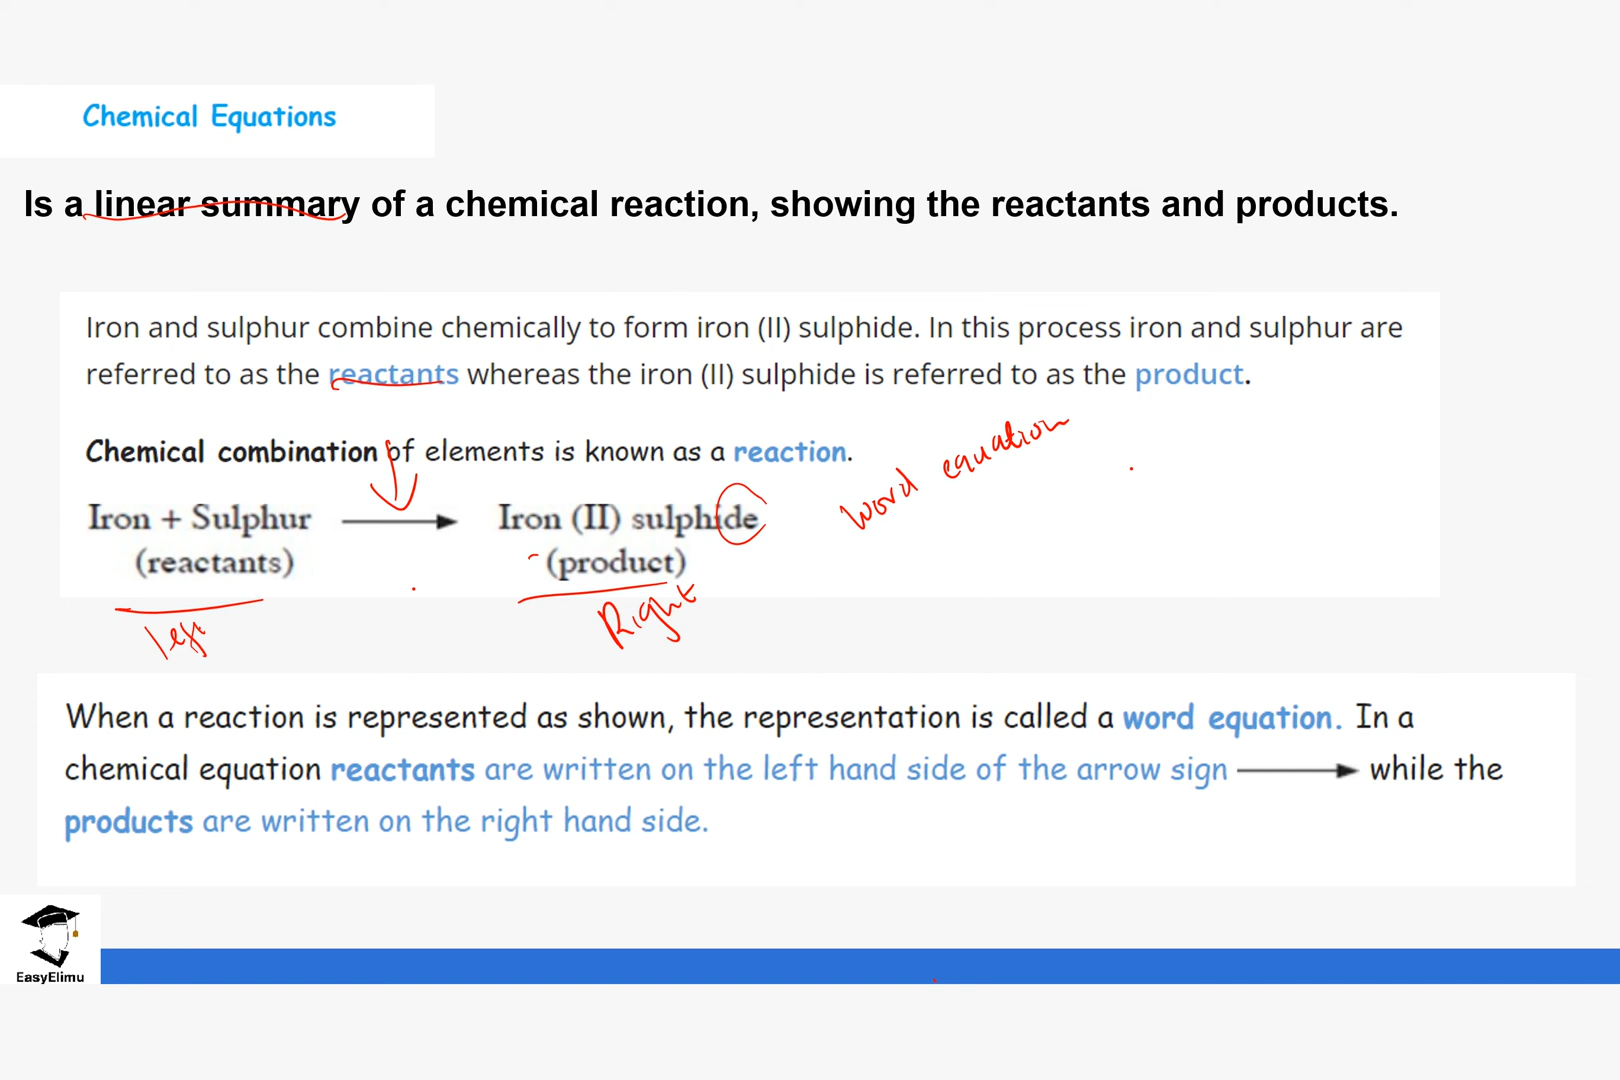 Chemical Equations
Is a linear summary of a chemical reaction, showing the reactants and products.
Iron and sulphur combine chemically to form iron (II) sulphide. In this process iron and sulphur are
referred to as the reactants whereas the iron (II) sulphide is referred to as the product.
Chemical combination of elements is known as a reaction.
Iron + Sulphur → Iron (II) sulphide
word equation
(reactants) (product)
left Right
When a reaction is represented as shown, the representation is called a word equation. In a
chemical equation reactants are written on the left hand side of the arrow sign → while the
products are written on the right hand side.
EasyElimu